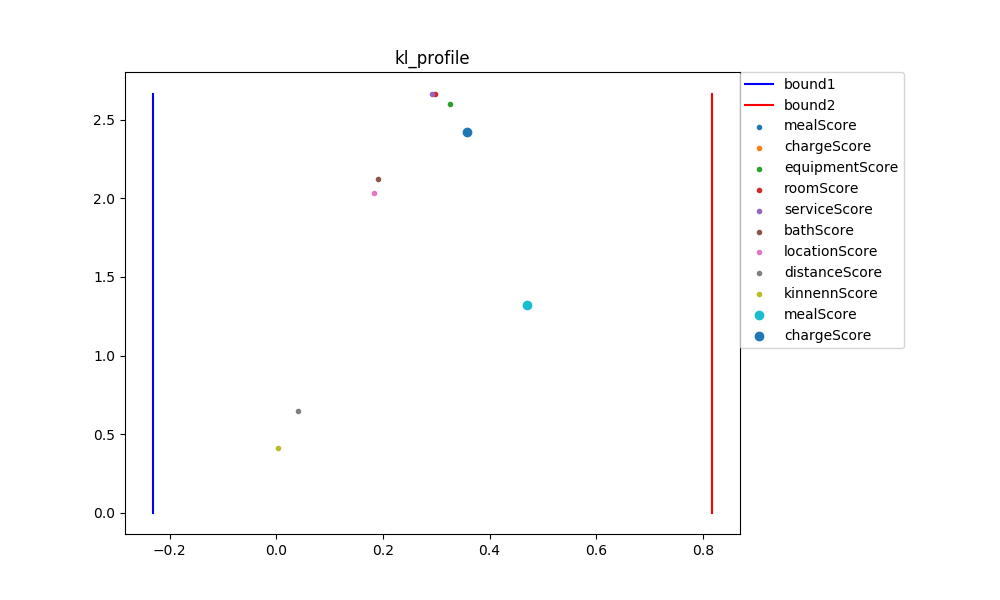 kl_profile
2.5
2.0
1.5
1.0
0.5
0.0
−0.2
0.0
0.2
0.4
0.6
0.8
bound1
bound2
mealScore
chargeScore
equipmentScore
roomScore
serviceScore
bathScore
locationScore
distanceScore
kinnennScore
mealScore
chargeScore